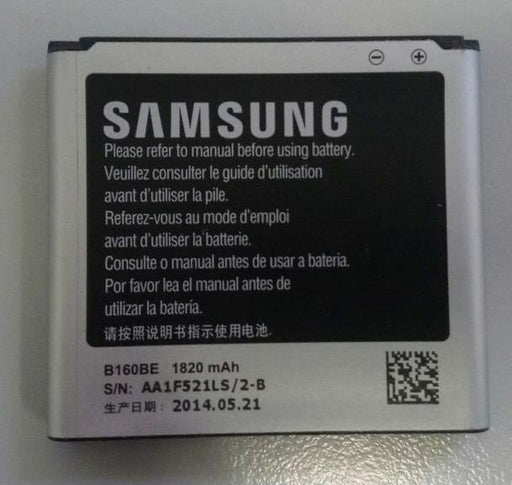 SAMSUNG
Please refer to manual before using battery.
Veuillez consulter le guide d'utilisation
avant d'utiliser la pile.
Referez-vous au mode d'emploi
avant d'utiliser la batterie.
Consulte o manual antes de usar a bateria.
Por favor lea el manual antes de
utilizar la batería.
请按照说明书指示使用电池.
B160BE 1820 mAh
S/N: AA1F521LS/2-B
生产日期: 2014.05.21